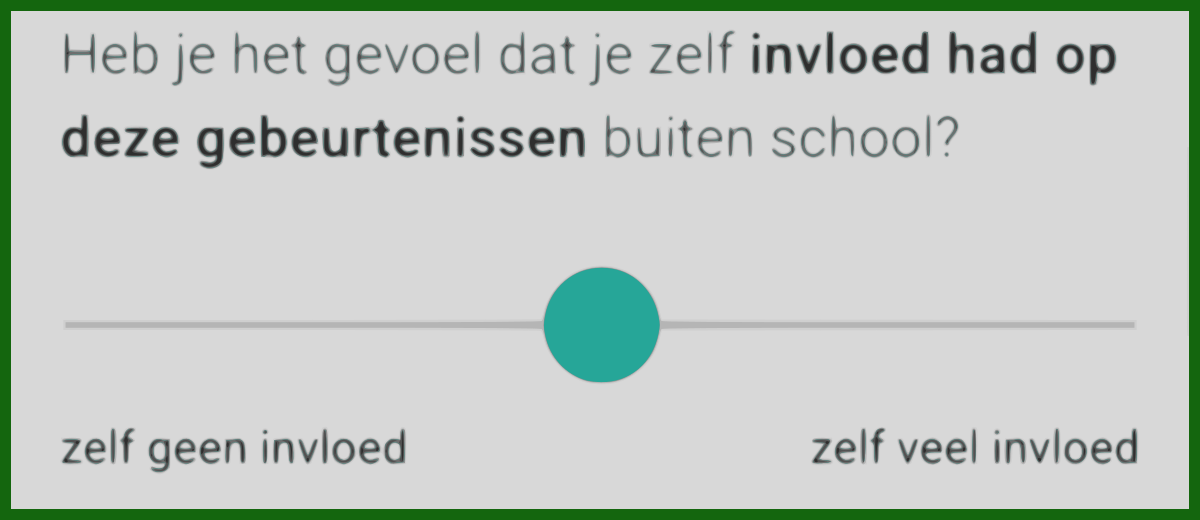 Heb je het gevoel dat je zelf invloed had op
deze gebeurtenissen buiten school?
zelf geen invloed
zelf veel invloed